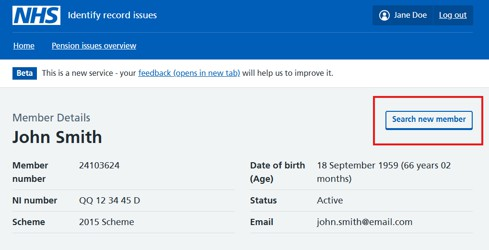 NHS Identify record issues
Jane Doe Log out
Home Pension issues overview
Beta This is a new service - your feedback (opens in new tab) will help us to improve it.
Member Details
Search new member
John Smith
Member number 24103624
Date of birth (Age) 18 September 1959 (66 years 02 months)
NI number QQ 12 34 45 D
Status Active
Scheme 2015 Scheme
Email john.smith@email.com